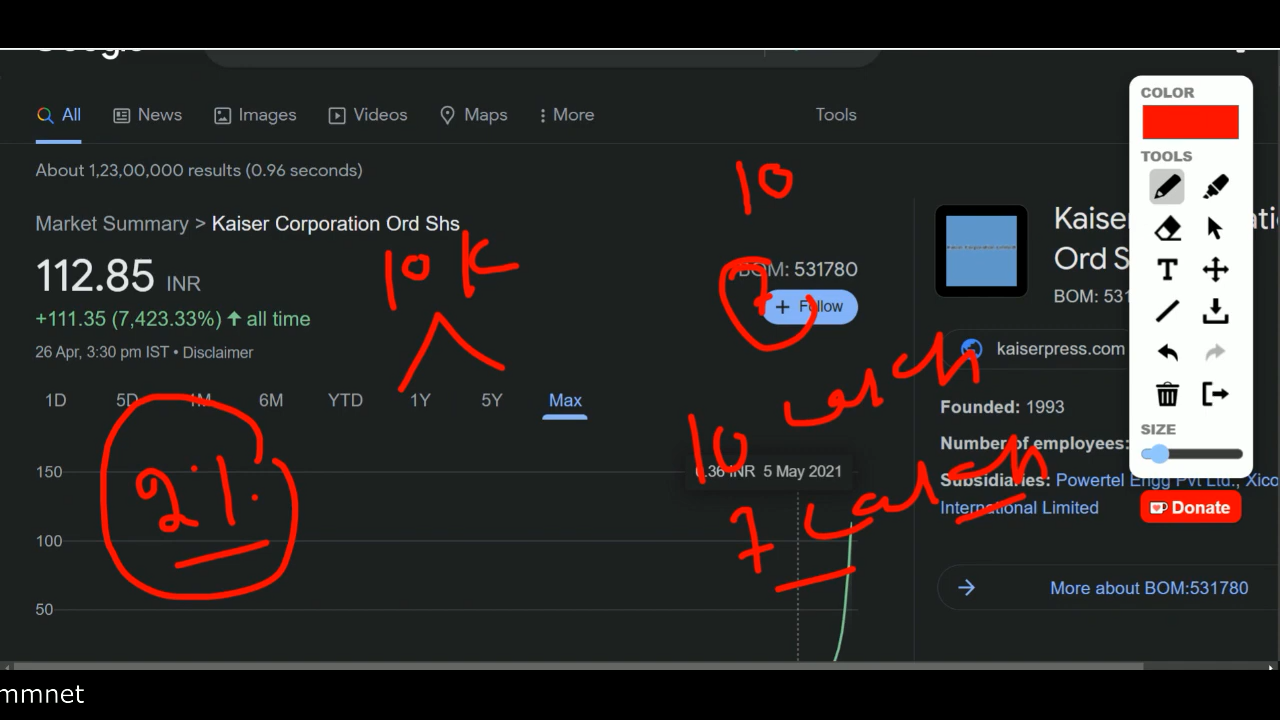 Google
All News Images Videos Maps More Tools
About 1,23,00,000 results (0.96 seconds)
Market Summary > Kaiser Corporation Ord Shs
112.85 INR
+111.35 (7,423.33%) all time
26 Apr, 3:30 pm IST • Disclaimer
10 K
10
BOM: 531780
7
+ Follow
1D 5D 1M 6M YTD 1Y 5Y Max
2%
10 Lakh
0.36 INR 5 May 2021
7 Lakh
150
100
50
Kaiser
Ord S
BOM: 531
kaiserpress.com
Founded: 1993
Number of employees:
Subsidiaries: Powertel Engg Pvt Ltd., Xico
International Limited
More about BOM:531780
COLOR
TOOLS
T
SIZE
Donate
mmnet